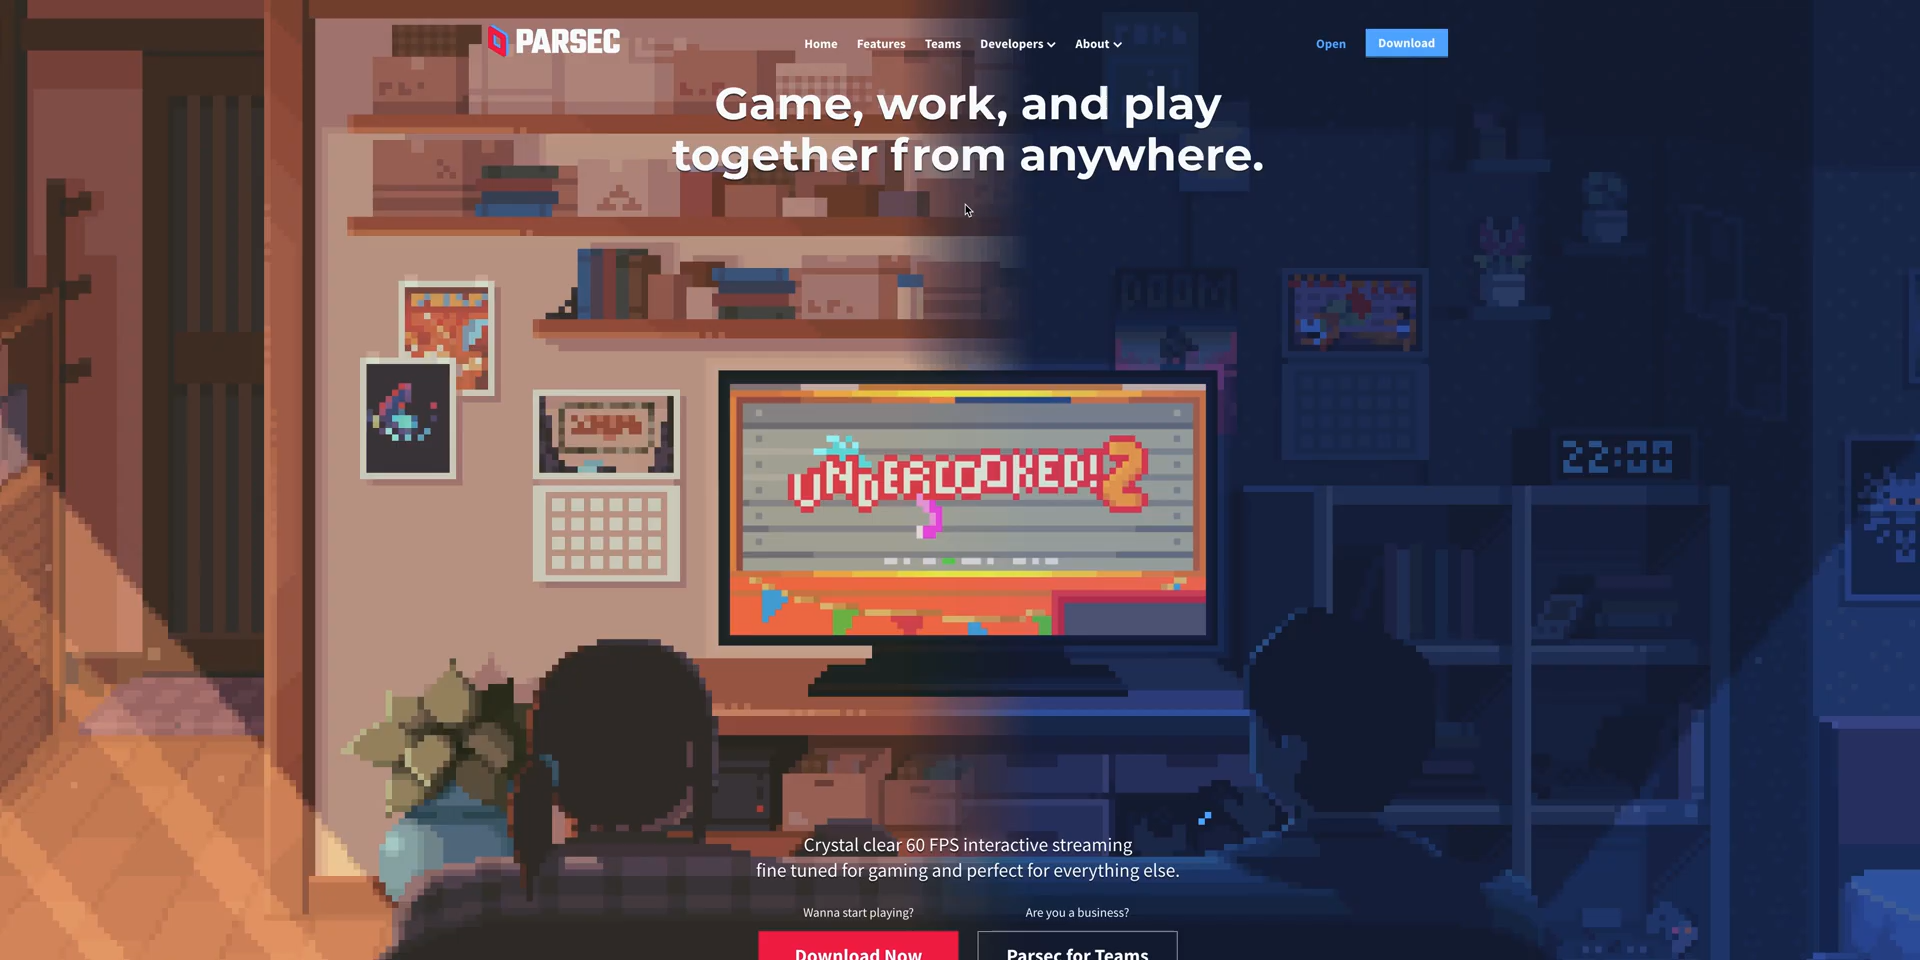 PARSEC
Home Features Teams Developers About
Open Download
Game, work, and play
together from anywhere.
DOOM
UNDERCOOKED! 2
22:00
Crystal clear 60 FPS interactive streaming
fine tuned for gaming and perfect for everything else.
Wanna start playing? Are you a business?
Download Now Parsec for Teams